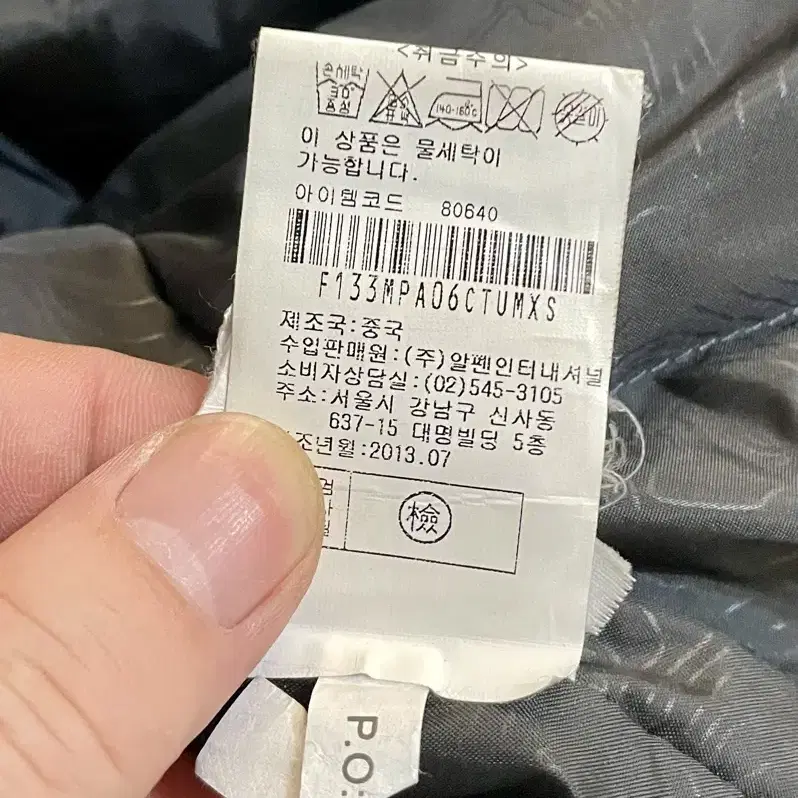 <취급주의>
손세탁
30°
중성
140-160℃
이 상품은 물세탁이
가능합니다.
아이템코드 80640
F133MPA06CTUMXS
제조국:중국
수입판매원:(주)알펜인터내셔널
소비자상담실:(02)545-3105
주소:서울시 강남구 신사동
637-15 대명빌딩 5층
조년월:2013.07
檢
P.O: